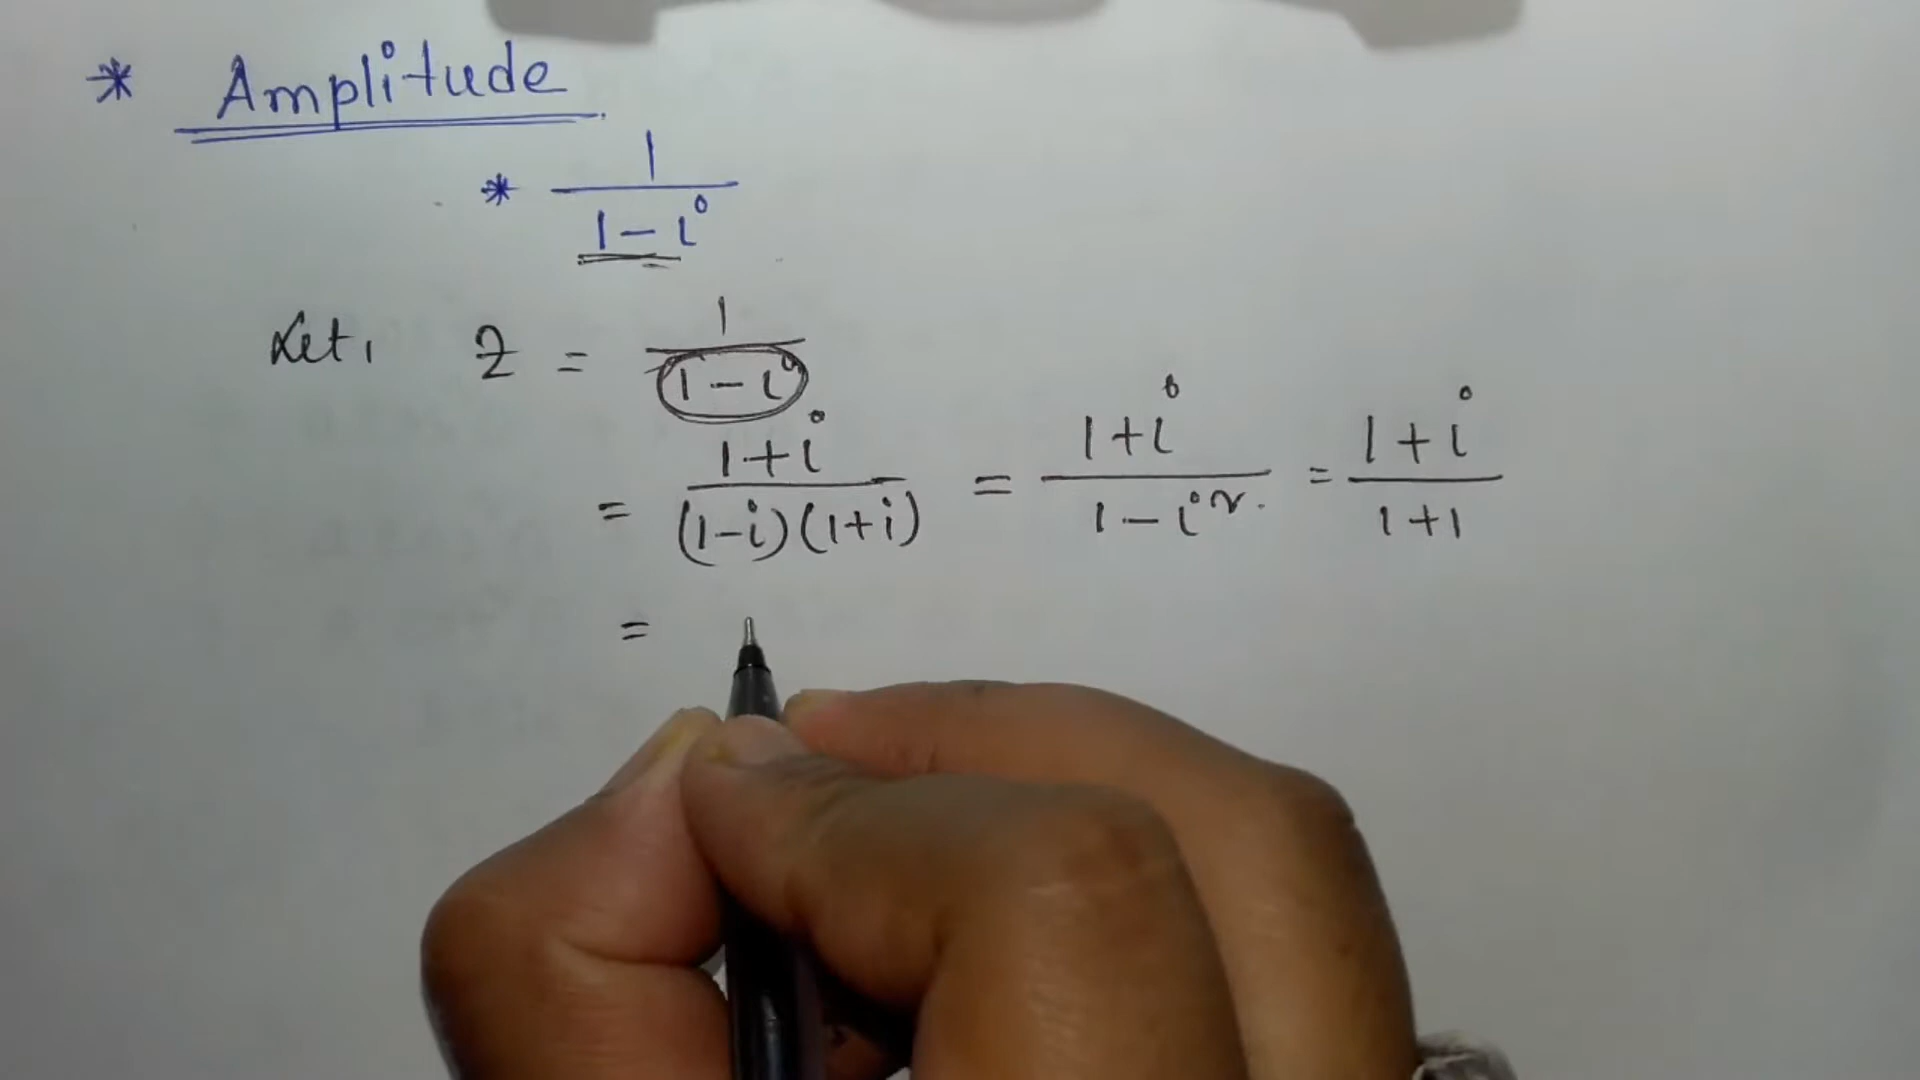 * Amplitude
* 1/(1-i)
Let, z = 1/(1-i)
= (1+i)/((1-i)(1+i)) = (1+i)/(1-i²) = (1+i)/(1+1)
=